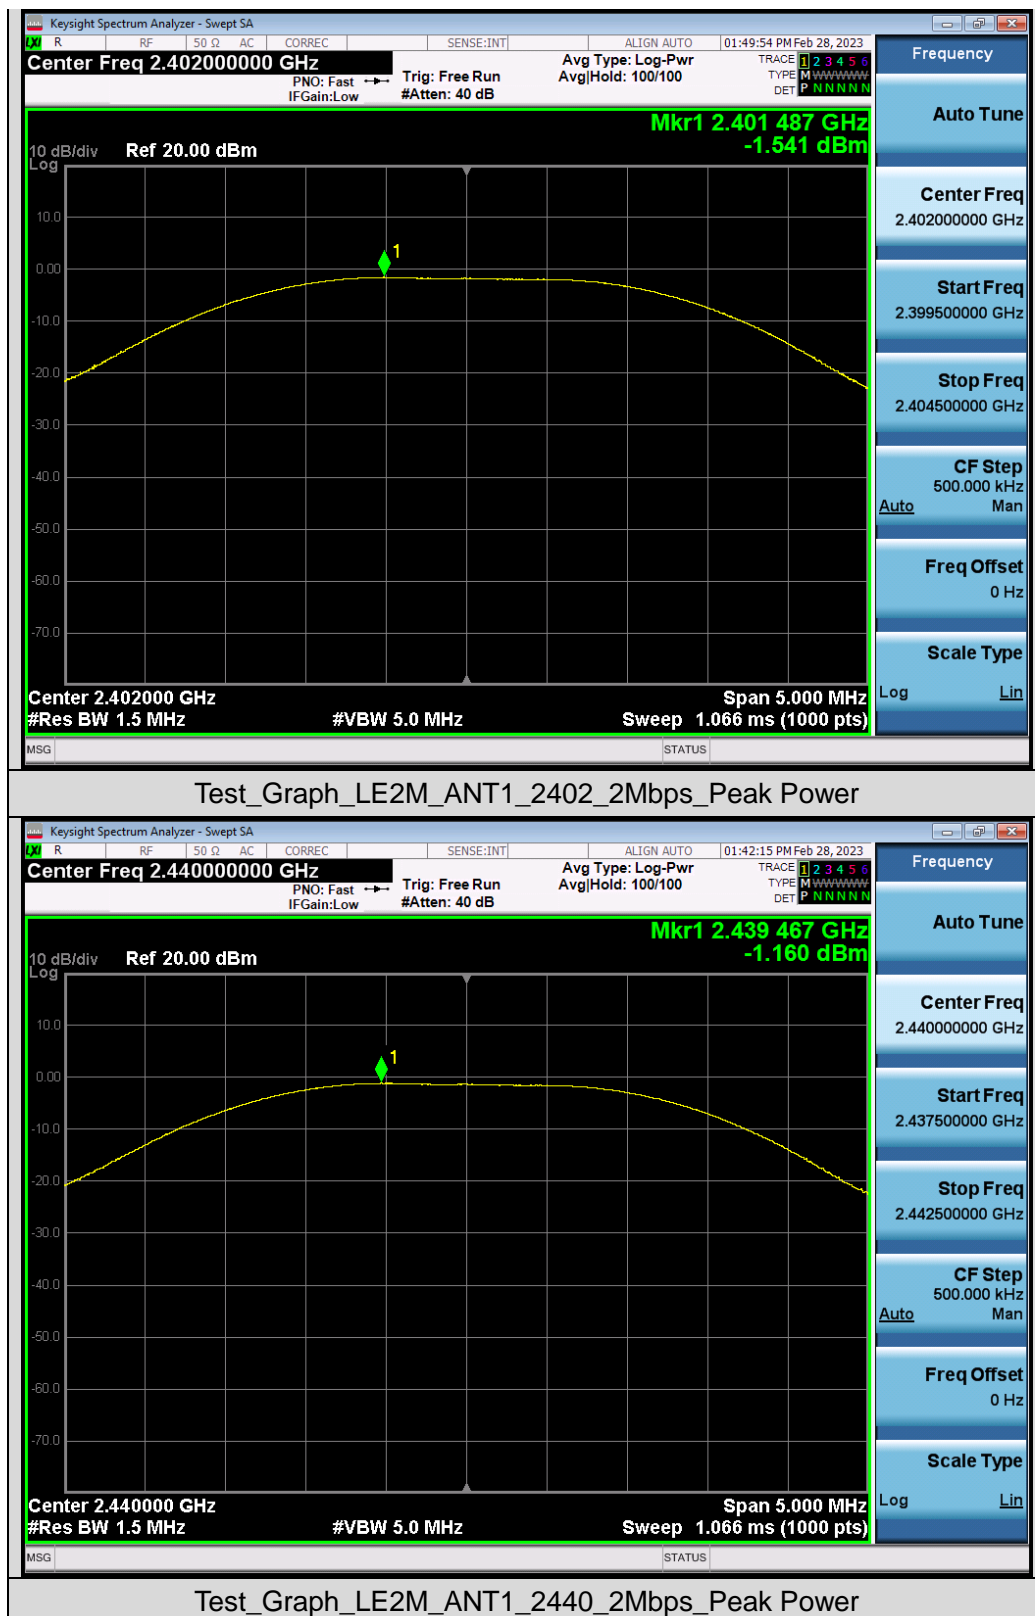 Keysight Spectrum Analyzer - Swept SA
LXI R RF 50 Ω AC CORREC SENSE:INT ALIGN AUTO 01:49:54 PM Feb 28, 2023
Center Freq 2.402000000 GHz
PNO: Fast
IFGain:Low
Trig: Free Run
#Atten: 40 dB
Avg Type: Log-Pwr
Avg|Hold: 100/100
TRACE 1 2 3 4 5 6
TYPE M WWWWW
DET P N N N N N
Mkr1 2.401 487 GHz
-1.541 dBm
10 dB/div Ref 20.00 dBm
Log
10.0
1
0.00
-10.0
-20.0
-30.0
-40.0
-50.0
-60.0
-70.0
Center 2.402000 GHz Span 5.000 MHz
#Res BW 1.5 MHz #VBW 5.0 MHz Sweep 1.066 ms (1000 pts)
MSG STATUS
Frequency
Auto Tune
Center Freq
2.402000000 GHz
Start Freq
2.399500000 GHz
Stop Freq
2.404500000 GHz
CF Step
500.000 kHz
Auto Man
Freq Offset
0 Hz
Scale Type
Log Lin
Test_Graph_LE2M_ANT1_2402_2Mbps_Peak Power
Keysight Spectrum Analyzer - Swept SA
LXI R RF 50 Ω AC CORREC SENSE:INT ALIGN AUTO 01:42:15 PM Feb 28, 2023
Center Freq 2.440000000 GHz
PNO: Fast
IFGain:Low
Trig: Free Run
#Atten: 40 dB
Avg Type: Log-Pwr
Avg|Hold: 100/100
TRACE 1 2 3 4 5 6
TYPE M WWWWW
DET P N N N N N
Mkr1 2.439 467 GHz
-1.160 dBm
10 dB/div Ref 20.00 dBm
Log
10.0
1
0.00
-10.0
-20.0
-30.0
-40.0
-50.0
-60.0
-70.0
Center 2.440000 GHz Span 5.000 MHz
#Res BW 1.5 MHz #VBW 5.0 MHz Sweep 1.066 ms (1000 pts)
MSG STATUS
Frequency
Auto Tune
Center Freq
2.440000000 GHz
Start Freq
2.437500000 GHz
Stop Freq
2.442500000 GHz
CF Step
500.000 kHz
Auto Man
Freq Offset
0 Hz
Scale Type
Log Lin
Test_Graph_LE2M_ANT1_2440_2Mbps_Peak Power